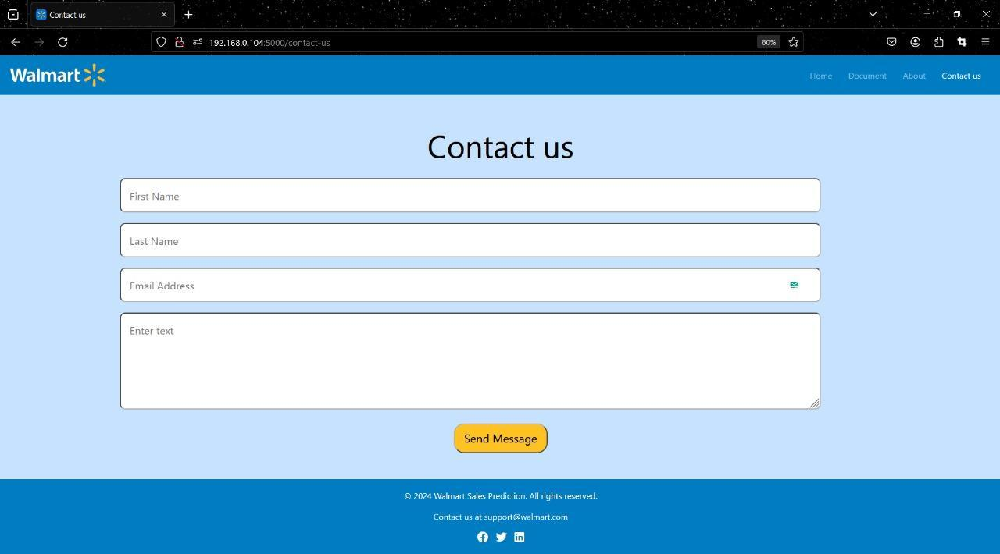 Contact us
192.168.0.104:5000/contact-us
80%
Walmart
Home Document About Contact us
Contact us
First Name
Last Name
Email Address
Enter text
Send Message
© 2024 Walmart Sales Prediction. All rights reserved.
Contact us at support@walmart.com